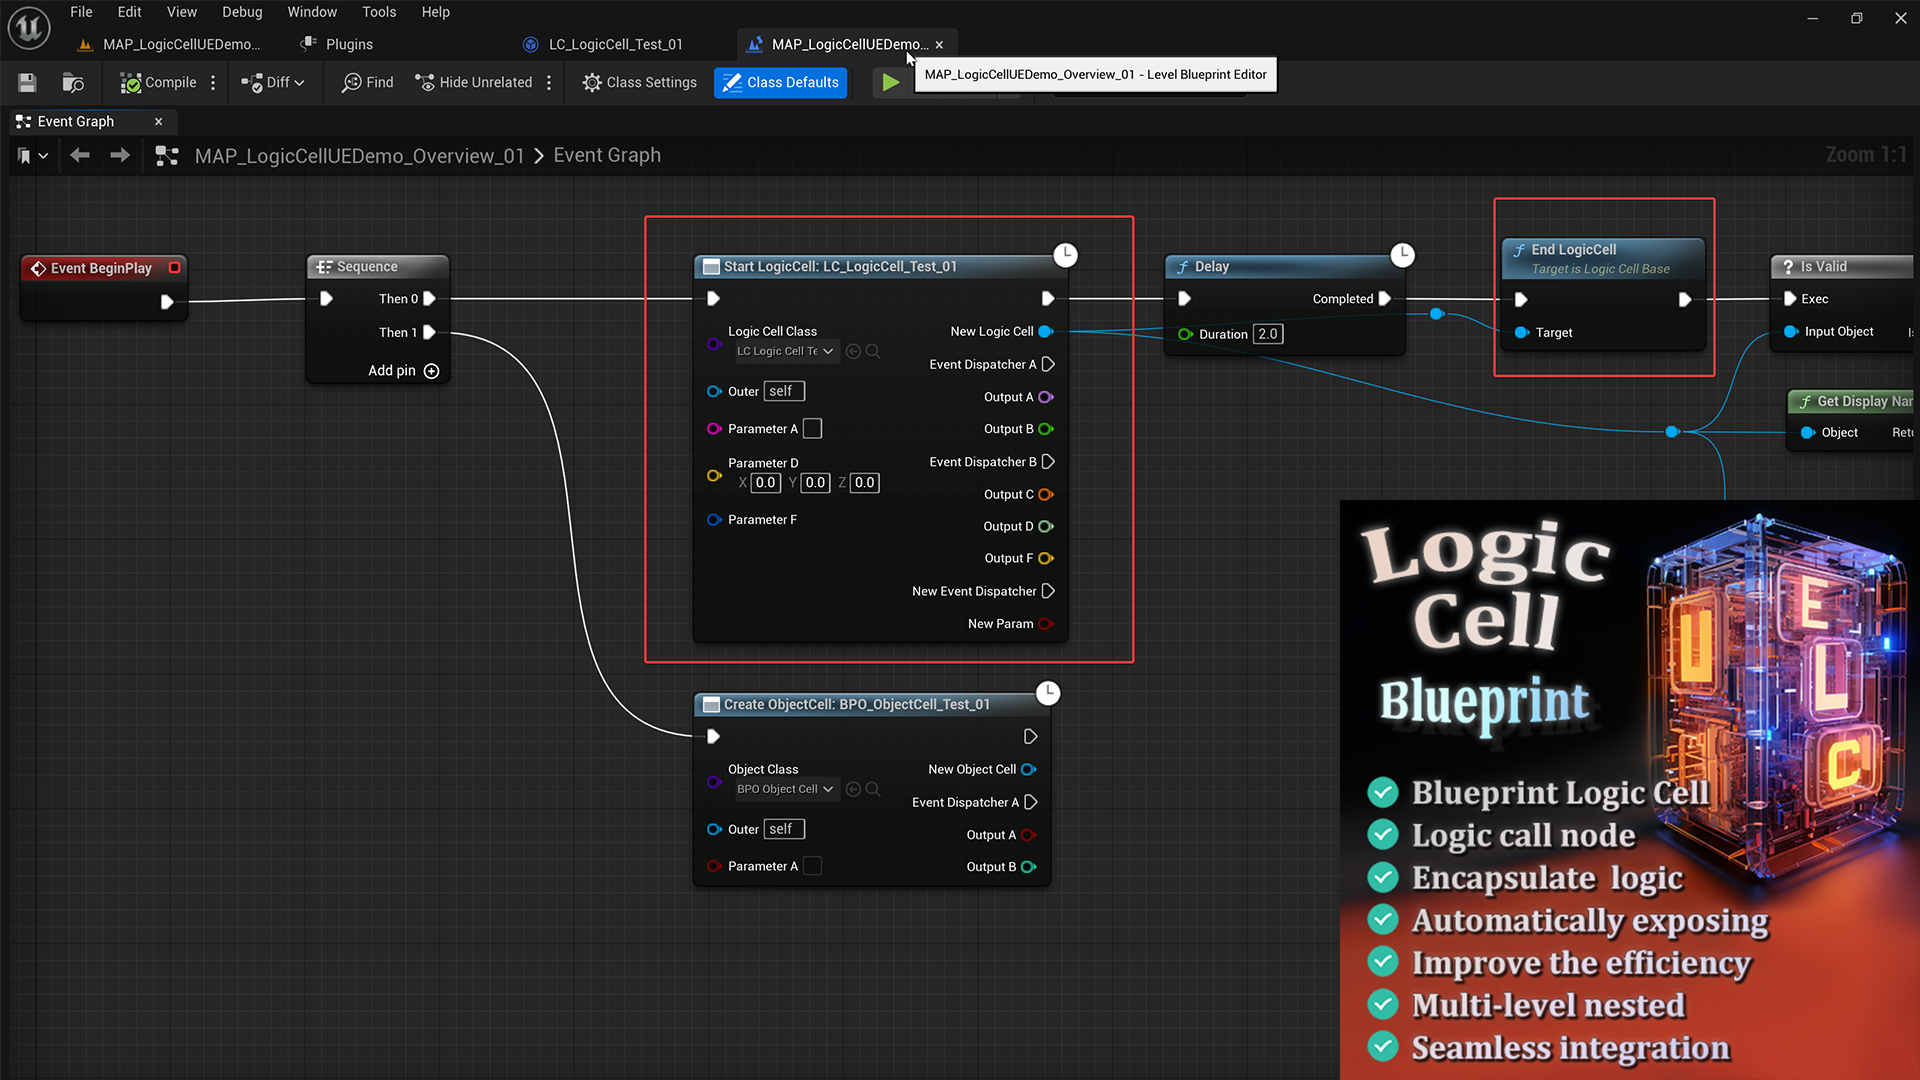 File Edit View Debug Window Tools Help
MAP_LogicCellUEDemo... Plugins LC_LogicCell_Test_01 MAP_LogicCellUEDemo...
Compile Diff Find Hide Unrelated Class Settings Class Defaults
MAP_LogicCellUEDemo_Overview_01 - Level Blueprint Editor
Event Graph
MAP_LogicCellUEDemo_Overview_01 > Event Graph
Zoom 1:1
Event BeginPlay
Sequence
Then 0
Then 1
Add pin
Start LogicCell: LC_LogicCell_Test_01
Logic Cell Class
LC Logic Cell Te
New Logic Cell
Event Dispatcher A
Outer self
Output A
Parameter A
Output B
Parameter D
X 0.0 Y 0.0 Z 0.0
Event Dispatcher B
Output C
Parameter F
Output D
Output F
New Event Dispatcher
New Param
Delay
Completed
Duration 2.0
End LogicCell
Target is Logic Cell Base
Target
? Is Valid
Exec
Input Object Is
Get Display Nar
Object Retu
Create ObjectCell: BPO_ObjectCell_Test_01
Object Class
BPO Object Cell
New Object Cell
Event Dispatcher A
Outer self
Output A
Parameter A
Output B
Logic
Cell
Blueprint
U E L C
Blueprint Logic Cell
Logic call node
Encapsulate logic
Automatically exposing
Improve the efficiency
Multi-level nested
Seamless integration